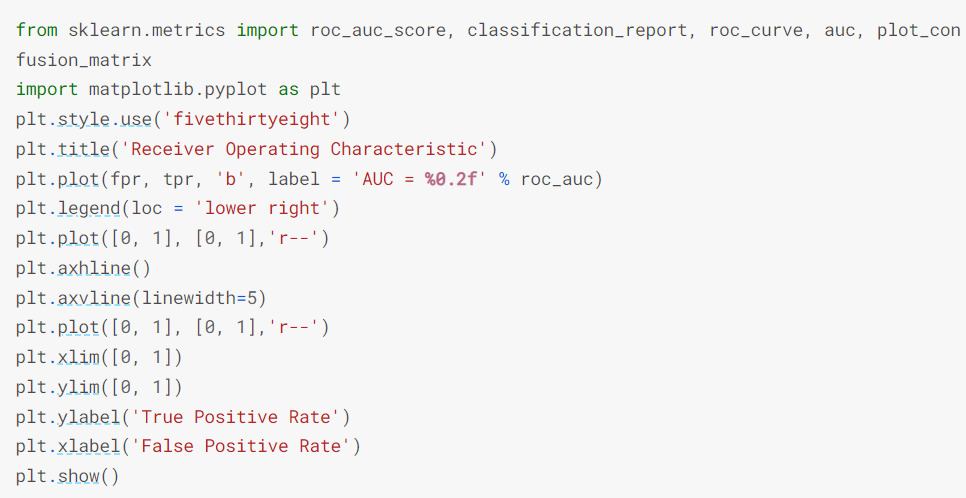 from sklearn.metrics import roc_auc_score, classification_report, roc_curve, auc, plot_con
fusion_matrix
import matplotlib.pyplot as plt
plt.style.use('fivethirtyeight')
plt.title('Receiver Operating Characteristic')
plt.plot(fpr, tpr, 'b', label = 'AUC = %0.2f' % roc_auc)
plt.legend(loc = 'lower right')
plt.plot([0, 1], [0, 1],'r--')
plt.axhline()
plt.axvline(linewidth=5)
plt.plot([0, 1], [0, 1],'r--')
plt.xlim([0, 1])
plt.ylim([0, 1])
plt.ylabel('True Positive Rate')
plt.xlabel('False Positive Rate')
plt.show()